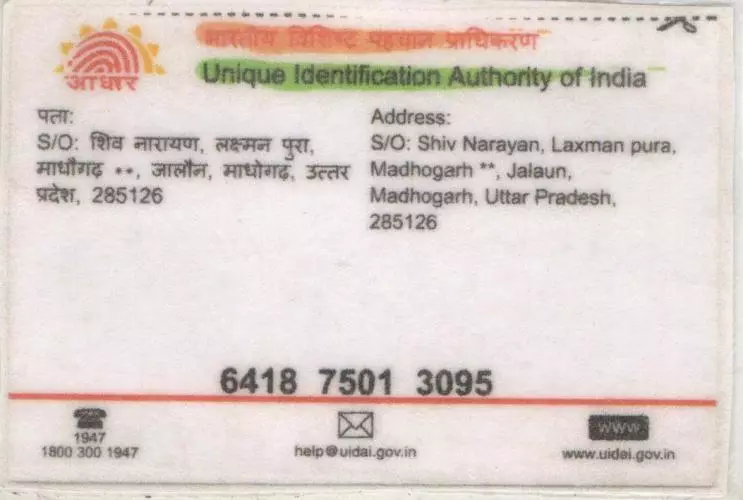 भारतीय विशिष्ट पहचान प्राधिकरण
Unique Identification Authority of India
आधार
पता:
S/O: शिव नारायण, लक्ष्मन पुरा,
माधौगढ़ **, जालौन, माधोगढ़, उत्तर
प्रदेश, 285126
Address:
S/O: Shiv Narayan, Laxman pura,
Madhogarh **, Jalaun,
Madhogarh, Uttar Pradesh,
285126
6418 7501 3095
1947
1800 300 1947
help@uidai.gov.in
www
www.uidai.gov.in